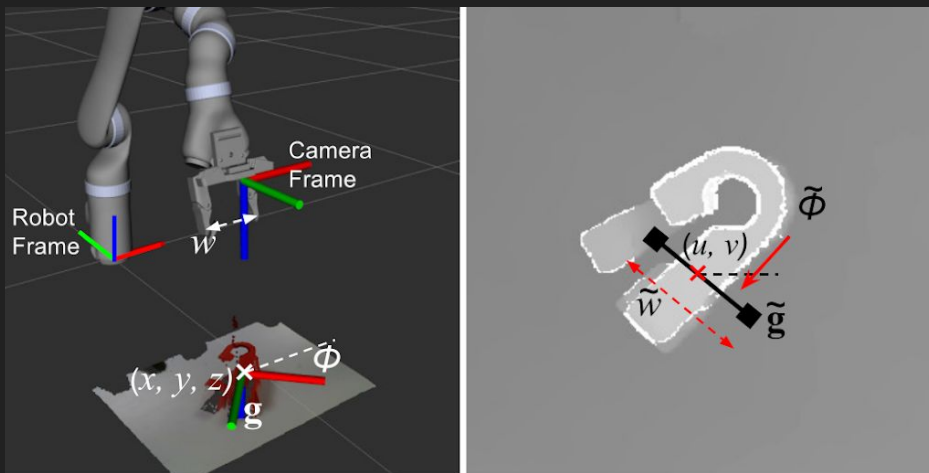 Camera
Frame
Robot
Frame
w
Φ
(x, y, z)
g
Φ̃
(u, v)
w̃
g̃